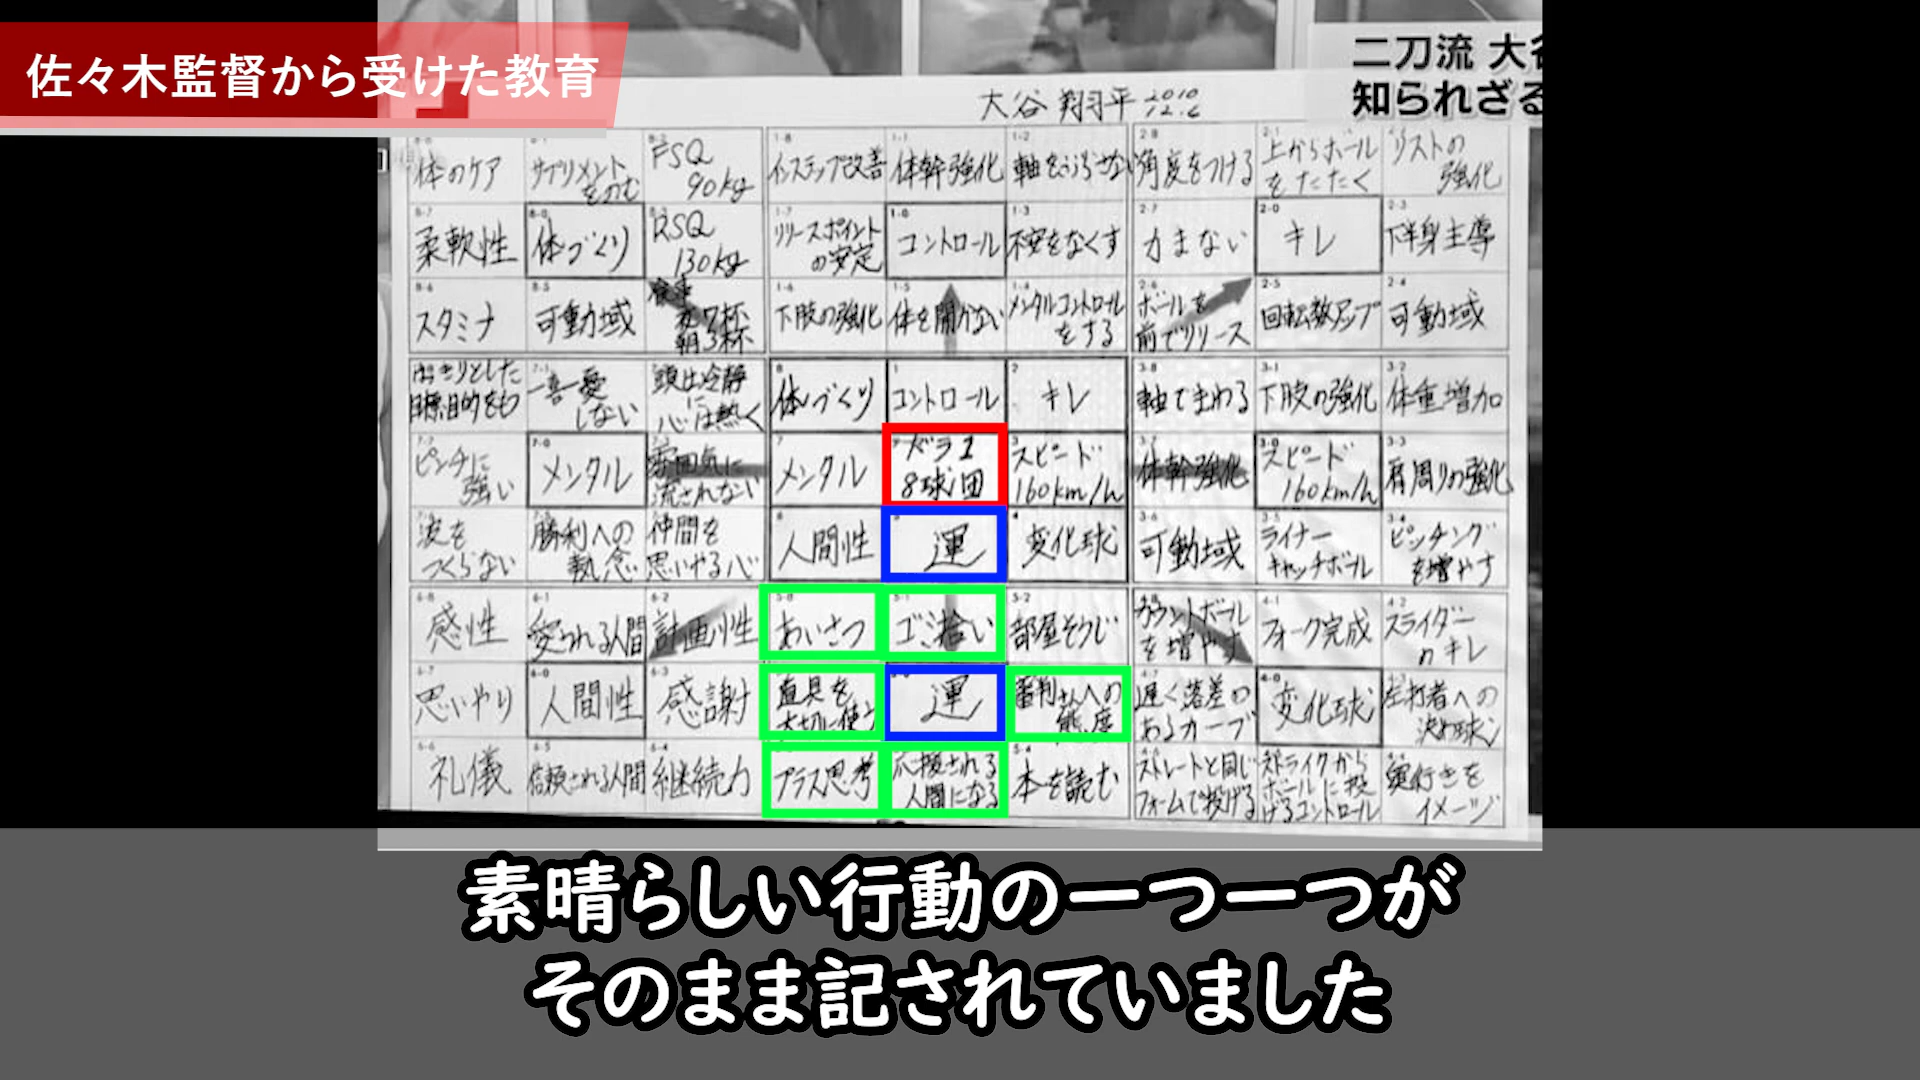 佐々木監督から受けた教育
二刀流 大谷
知られざる
大谷 翔平 2010
12.6
体のケア
サプリメント
をのむ
FSQ
90kg
インステップ改善
体幹強化
軸をぶらさない
角度をつける
上からボール
をたたく
リストの
強化
柔軟性
体づくり
RSQ
130kg
リリースポイント
の安定
コントロール
不安をなくす
力まない
キレ
下半身主導
スタミナ
可動域
食事
夜7杯
朝3杯
下肢の強化
体を開かない
メンタルコントロール
をする
ボールを
前でリリース
回転数アップ
可動域
はっきりとした
目標、目的をもつ
一喜一憂
しない
頭は冷静
に
心は熱く
体づくり
コントロール
キレ
軸でまわる
下肢の強化
体重増加
ピンチに
強い
メンタル
雰囲気に
流されない
メンタル
ドラ1
8球団
スピード
160km/h
体幹強化
スピード
160km/h
肩周りの強化
波を
つくらない
勝利への
執念
仲間を
思いやる心
人間性
運
変化球
可動域
ライナー
キャッチボール
ピッチング
を増やす
感性
愛される人間
計画性
あいさつ
ゴミ拾い
部屋そうじ
カウントボール
を増やす
フォーク完成
スライダー
のキレ
思いやり
人間性
感謝
道具を
大切に使う
運
審判さんへの
態度
遅く落差の
あるカーブ
変化球
左打者への
決め球
礼儀
信頼される人間
継続力
プラス思考
応援される
人間になる
本を読む
ストレートと同じ
フォームで投げる
ストライクから
ボールに投
げるコントロール
奥行きを
イメージ
素晴らしい行動の一つ一つが
そのまま記されていました